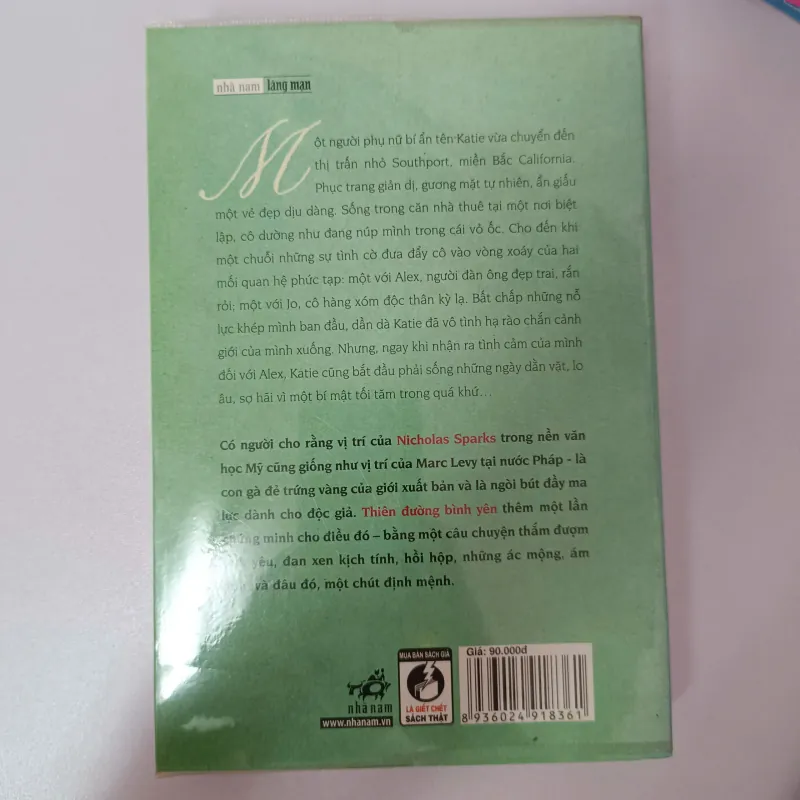 nhã nam lãng mạn
Một người phụ nữ bí ẩn tên Katie vừa chuyển đến
thị trấn nhỏ Southport, miền Bắc California.
Phục trang giản dị, gương mặt tự nhiên, ẩn giấu
một vẻ đẹp dịu dàng. Sống trong căn nhà thuê tại một nơi biệt
lập, cô dường như đang núp mình trong cái vỏ ốc. Cho đến khi
một chuỗi những sự tình cờ đưa đẩy cô vào vòng xoáy của hai
mối quan hệ phức tạp: một với Alex, người đàn ông đẹp trai, rắn
rỏi; một với Jo, cô hàng xóm độc thân kỳ lạ. Bất chấp những nỗ
lực khép mình ban đầu, dần dà Katie đã vô tình hạ rào chắn cảnh
giới của mình xuống. Nhưng, ngay khi nhận ra tình cảm của mình
đối với Alex, Katie cũng bắt đầu phải sống những ngày dằn vặt, lo
âu, sợ hãi vì một bí mật tối tăm trong quá khứ...
Có người cho rằng vị trí của Nicholas Sparks trong nền văn
học Mỹ cũng giống như vị trí của Marc Levy tại nước Pháp - là
con gà đẻ trứng vàng của giới xuất bản và là ngòi bút đầy ma
lực dành cho độc giả. Thiên đường bình yên thêm một lần
chứng minh cho điều đó – bằng một câu chuyện thấm đượm
yêu, đan xen kịch tính, hồi hộp, những ác mộng, ám
và đâu đó, một chút định mệnh.
nhã nam
www.nhanam.vn
MUA BÁN SÁCH GIẢ
LÀ GIẾT CHẾT
SÁCH THẬT
Giá: 90.000đ
8 936024 918361